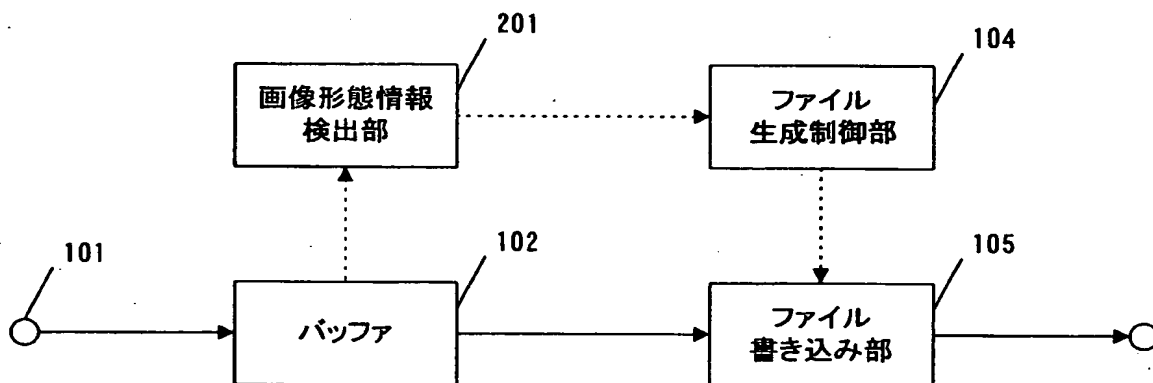 201
画像形態情報
検出部
104
ファイル
生成制御部
101
102
バッファ
105
ファイル
書き込み部